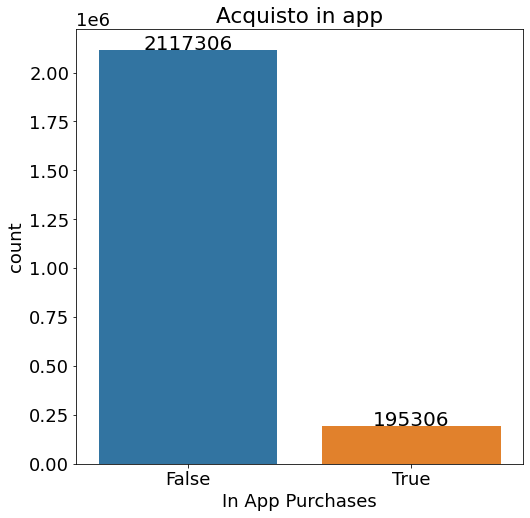 Acquisto in app
1e6
2117306
2.00
1.75
1.50
1.25
1.00
0.75
0.50
0.25
0.00
count
195306
False
True
In App Purchases